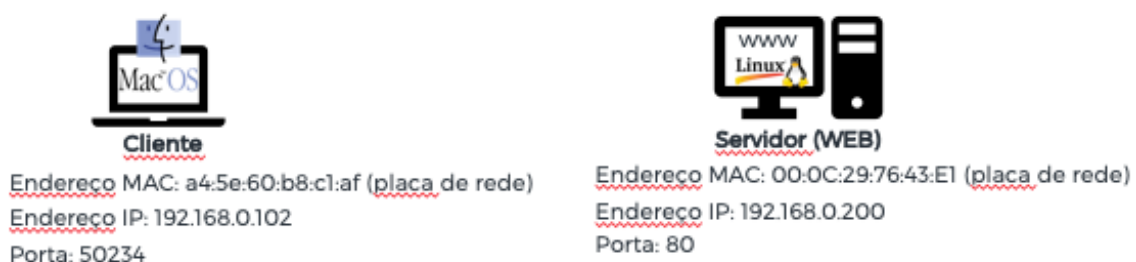 Mac OS
Cliente
Endereço MAC: a4:5e:60:b8:c1:af (placa de rede)
Endereço IP: 192.168.0.102
Porta: 50234
WWW
Linux
Servidor (WEB)
Endereço MAC: 00:0C:29:76:43:E1 (placa de rede)
Endereço IP: 192.168.0.200
Porta: 80